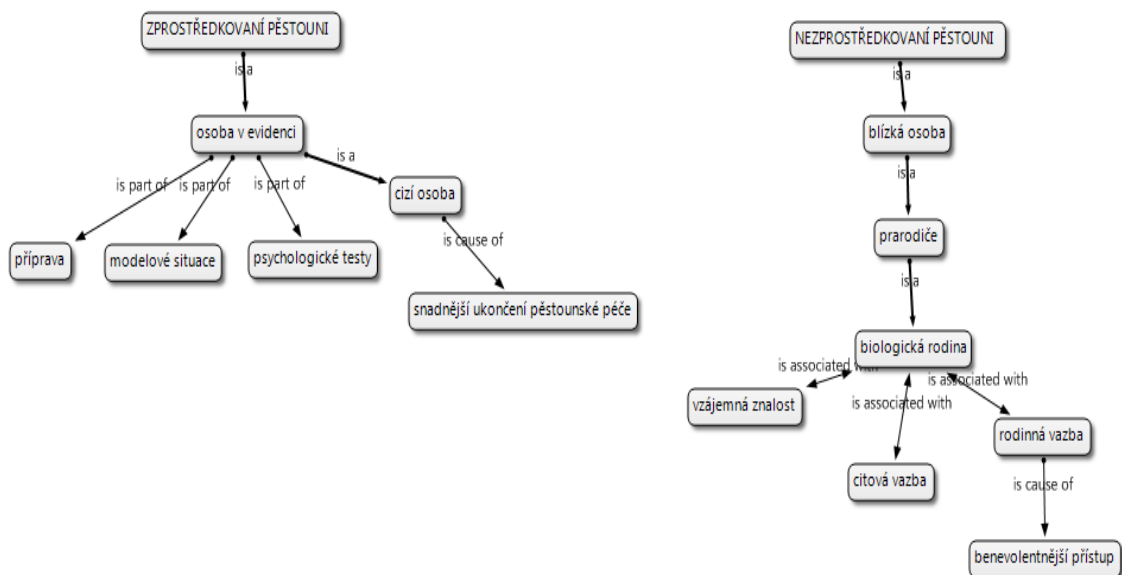 ZPROSTŘEDKOVANÍ PĚSTOUNI
is a
osoba v evidenci
is part of
is part of
is part of
is a
příprava
modelové situace
psychologické testy
cizí osoba
is cause of
snadnější ukončení pěstounské péče
NEZPROSTŘEDKOVANÍ PĚSTOUNI
is a
blízká osoba
is a
prarodiče
is a
biologická rodina
is associated with
is associated with
is associated with
vzájemná znalost
citová vazba
rodinná vazba
is cause of
benevolentnější přístup